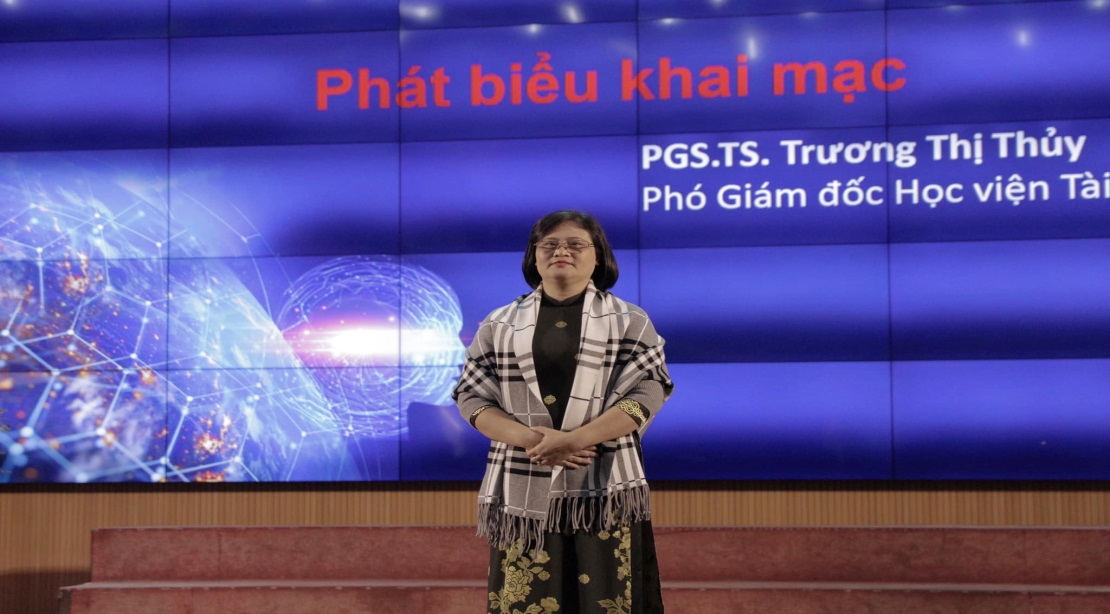 Phát biểu khai mạc
PGS.TS. Trương Thị Thủy
Phó Giám đốc Học viện Tài